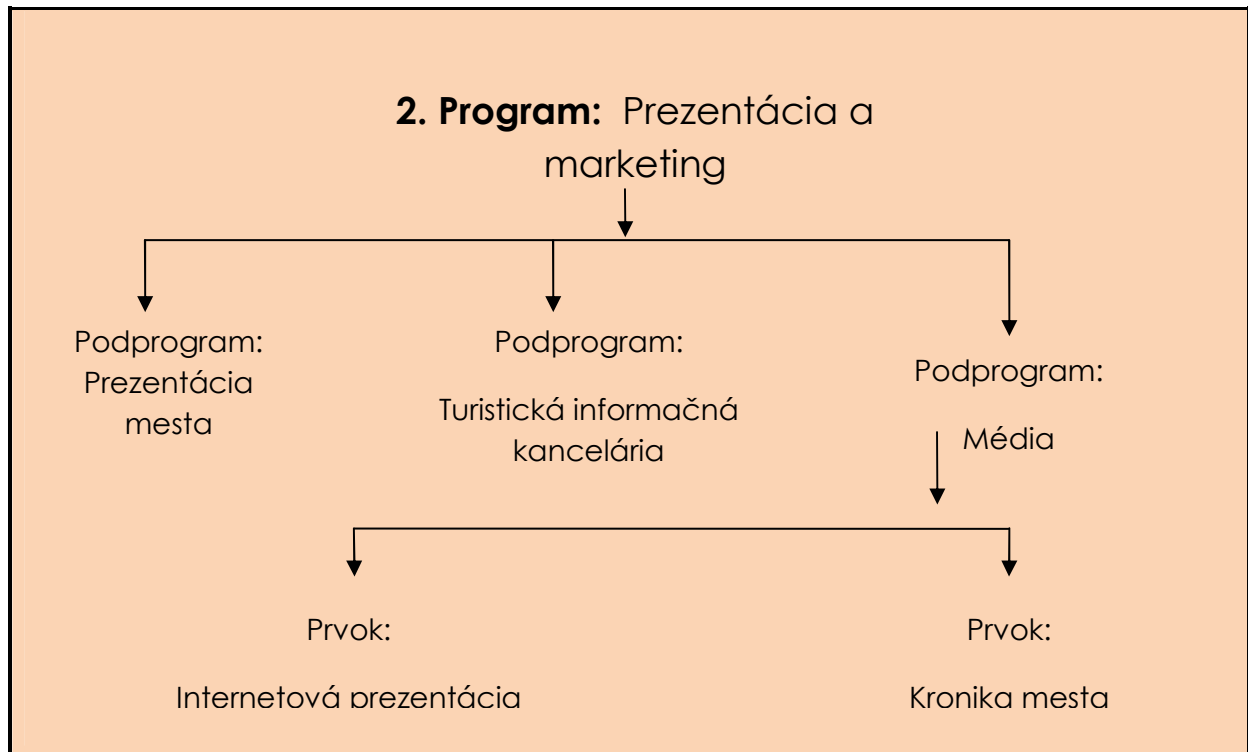 2. Program: Prezentácia a
marketing
Podprogram:
Prezentácia
mesta
Podprogram:
Turistická informačná
kancelária
Podprogram:
Média
Prvok:
Internetová prezentácia
Prvok:
Kronika mesta